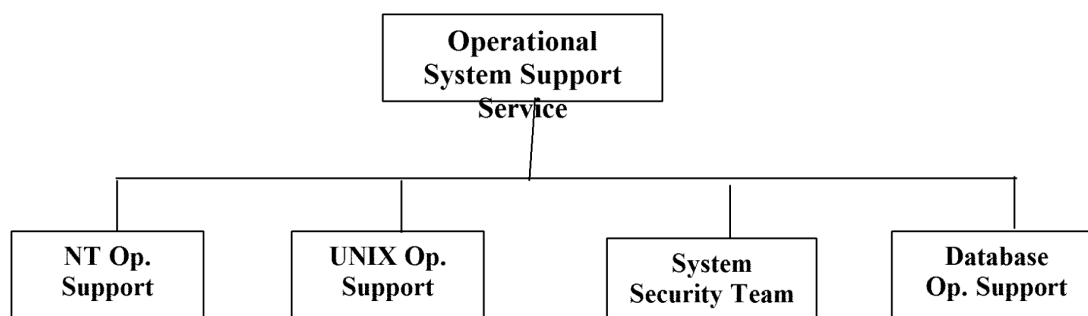 Operational
System Support
Service
NT Op.
Support
UNIX Op.
Support
System
Security Team
Database
Op. Support